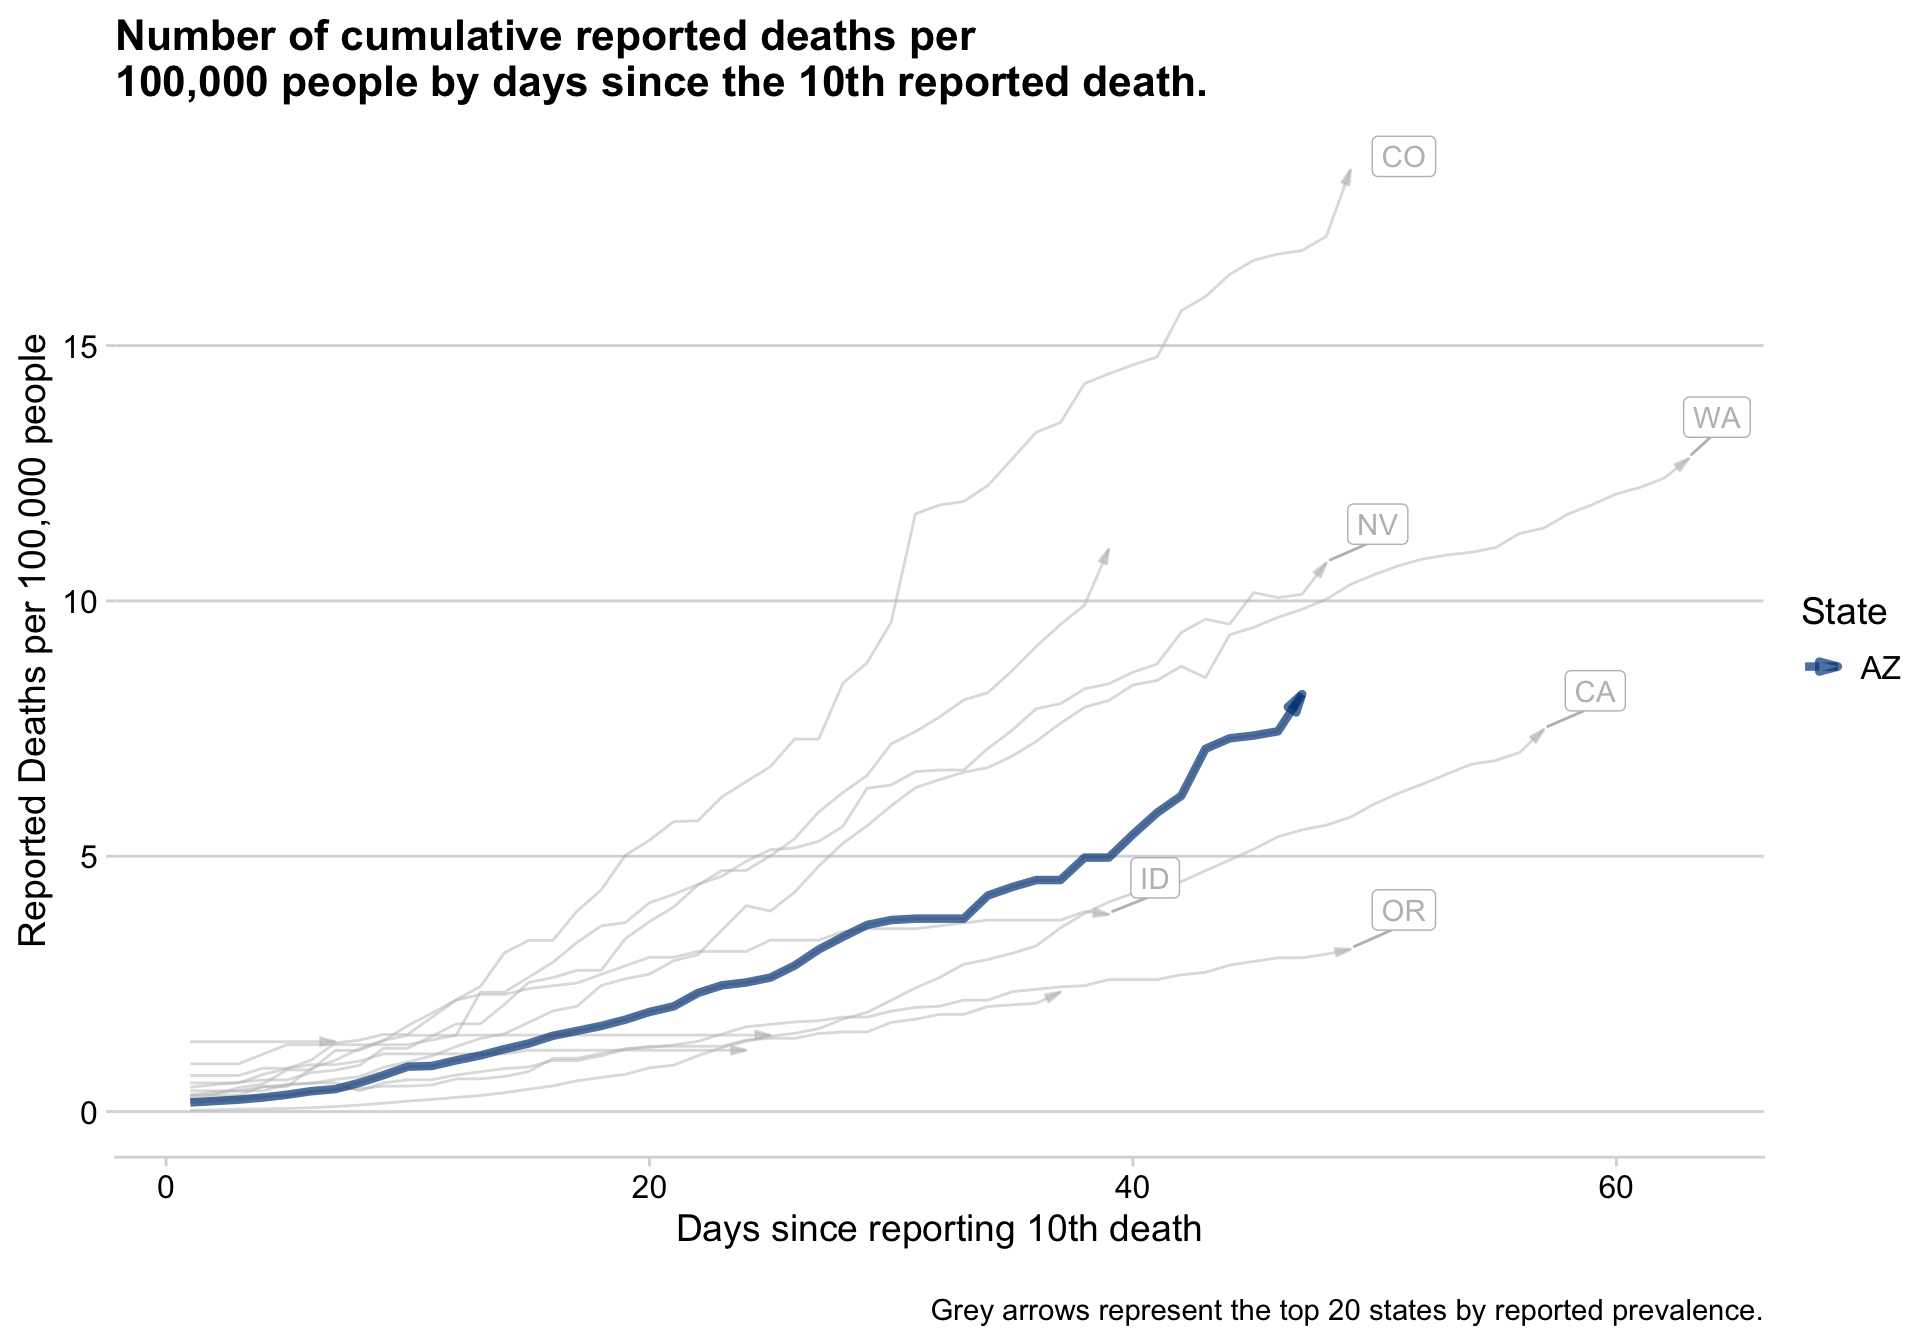 Number of cumulative reported deaths per
100,000 people by days since the 10th reported death.
CO
WA
NV
CA
ID
OR
Reported Deaths per 100,000 people
15
10
5
0
0 20 40 60
Days since reporting 10th death
State
AZ
Grey arrows represent the top 20 states by reported prevalence.